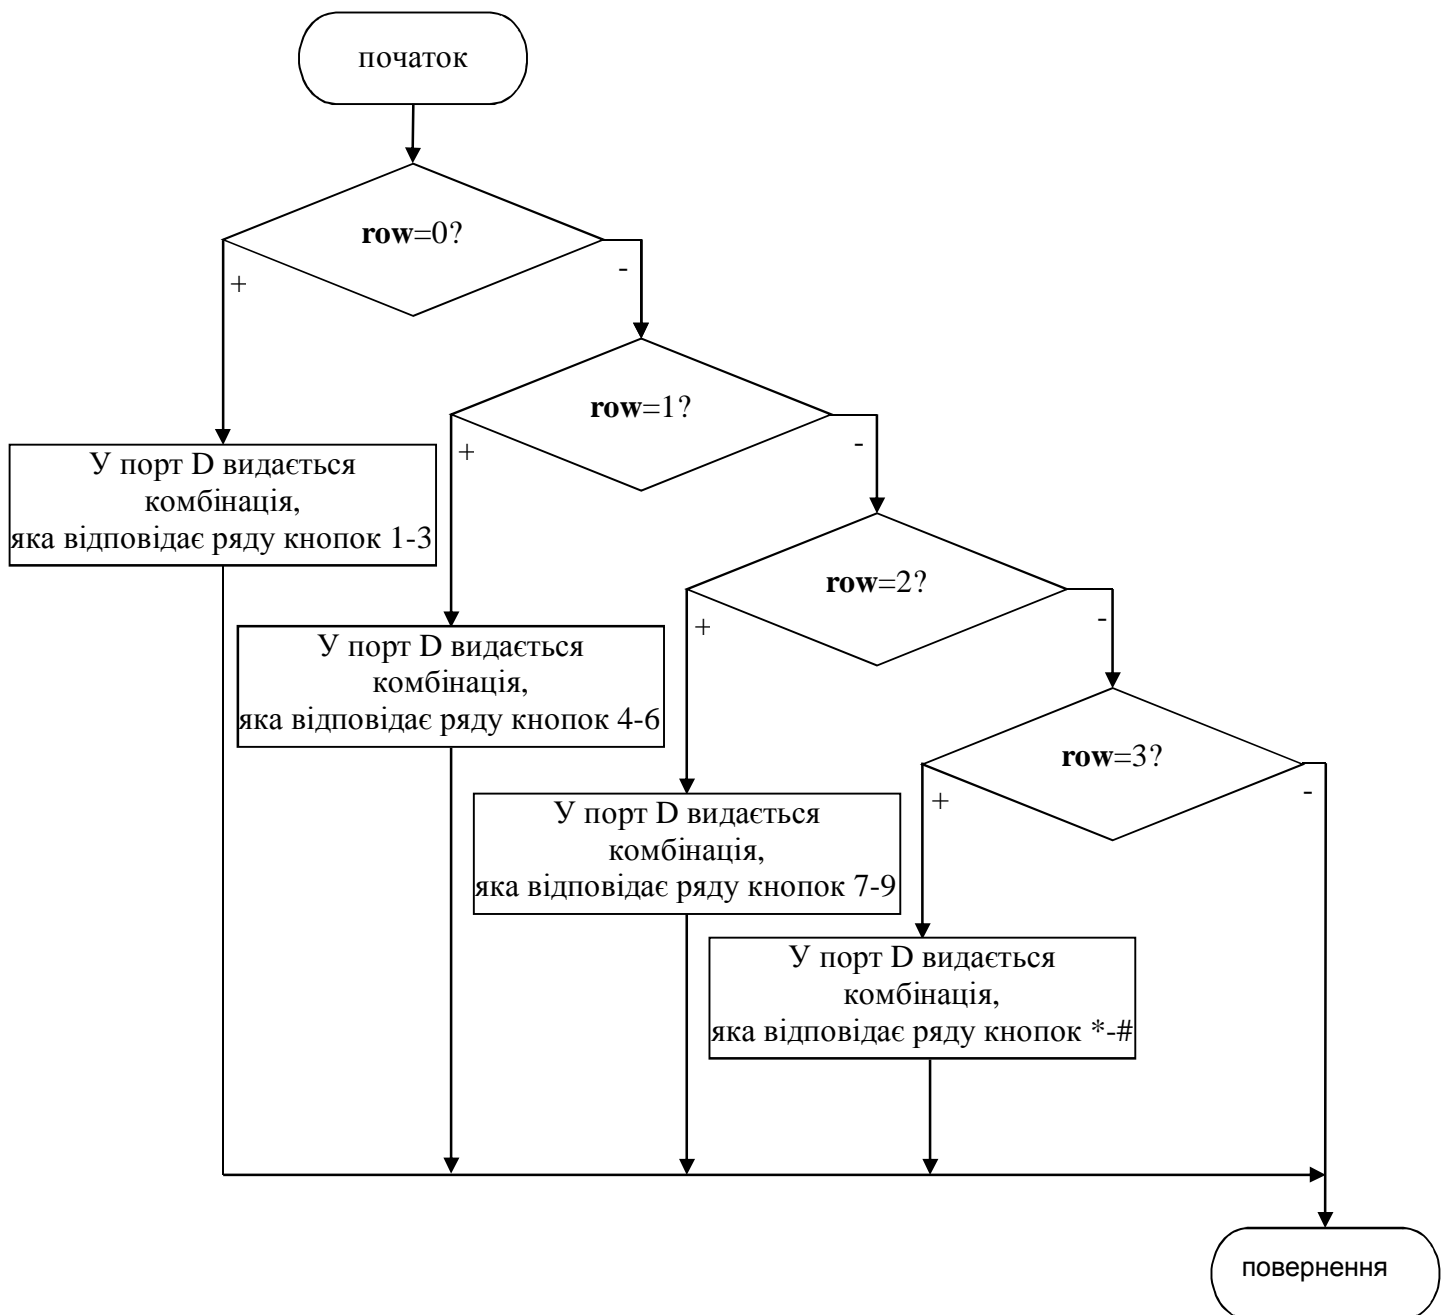 початок
row=0?
+
-
row=1?
+
-
У порт D видається
комбінація,
яка відповідає ряду кнопок 1-3
row=2?
+
-
У порт D видається
комбінація,
яка відповідає ряду кнопок 4-6
row=3?
+
-
У порт D видається
комбінація,
яка відповідає ряду кнопок 7-9
У порт D видається
комбінація,
яка відповідає ряду кнопок *-#
повернення